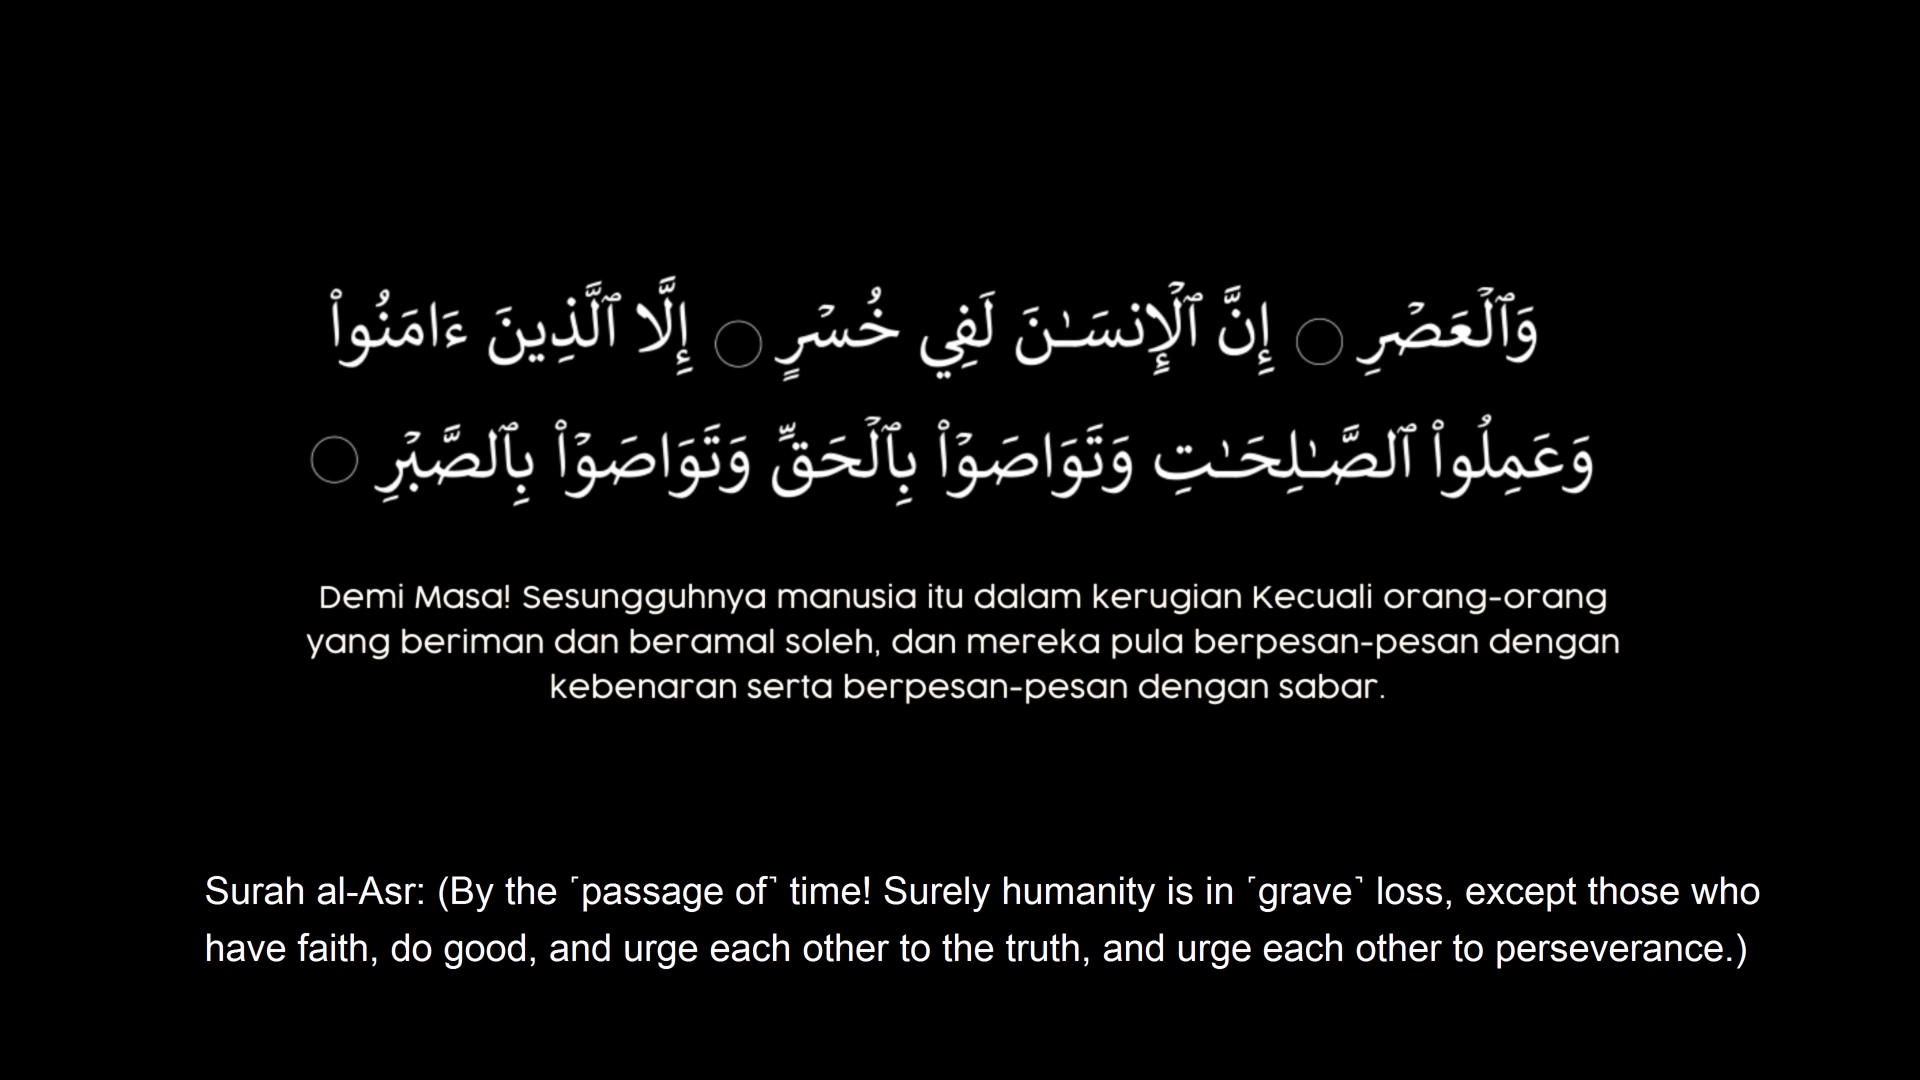 وَٱلۡعَصۡرِ ◯ إِنَّ ٱلۡإِنسَـٰنَ لَفِي خُسۡرٍ ◯ إِلَّا ٱلَّذِينَ ءَامَنُواْ
وَعَمِلُواْ ٱلصَّـٰلِحَـٰتِ وَتَوَاصَوۡاْ بِٱلۡحَقِّ وَتَوَاصَوۡاْ بِٱلصَّبۡرِ ◯
Demi Masa! Sesungguhnya manusia itu dalam kerugian Kecuali orang-orang
yang beriman dan beramal soleh, dan mereka pula berpesan-pesan dengan
kebenaran serta berpesan-pesan dengan sabar.
Surah al-Asr: (By the ˹passage of˺ time! Surely humanity is in ˹grave˺ loss, except those who
have faith, do good, and urge each other to the truth, and urge each other to perseverance.)